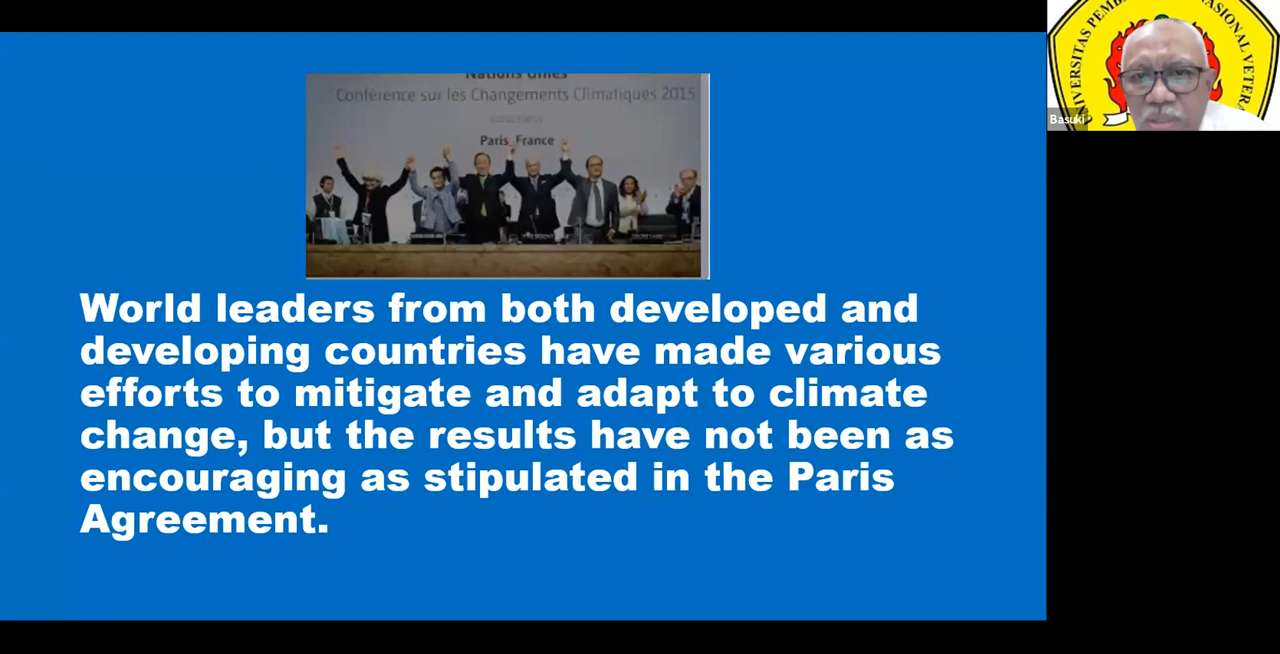 Nations Unies
Conférence sur les Changements Climatiques 2015
Paris, France
World leaders from both developed and
developing countries have made various
efforts to mitigate and adapt to climate
change, but the results have not been as
encouraging as stipulated in the Paris
Agreement.
Basuki